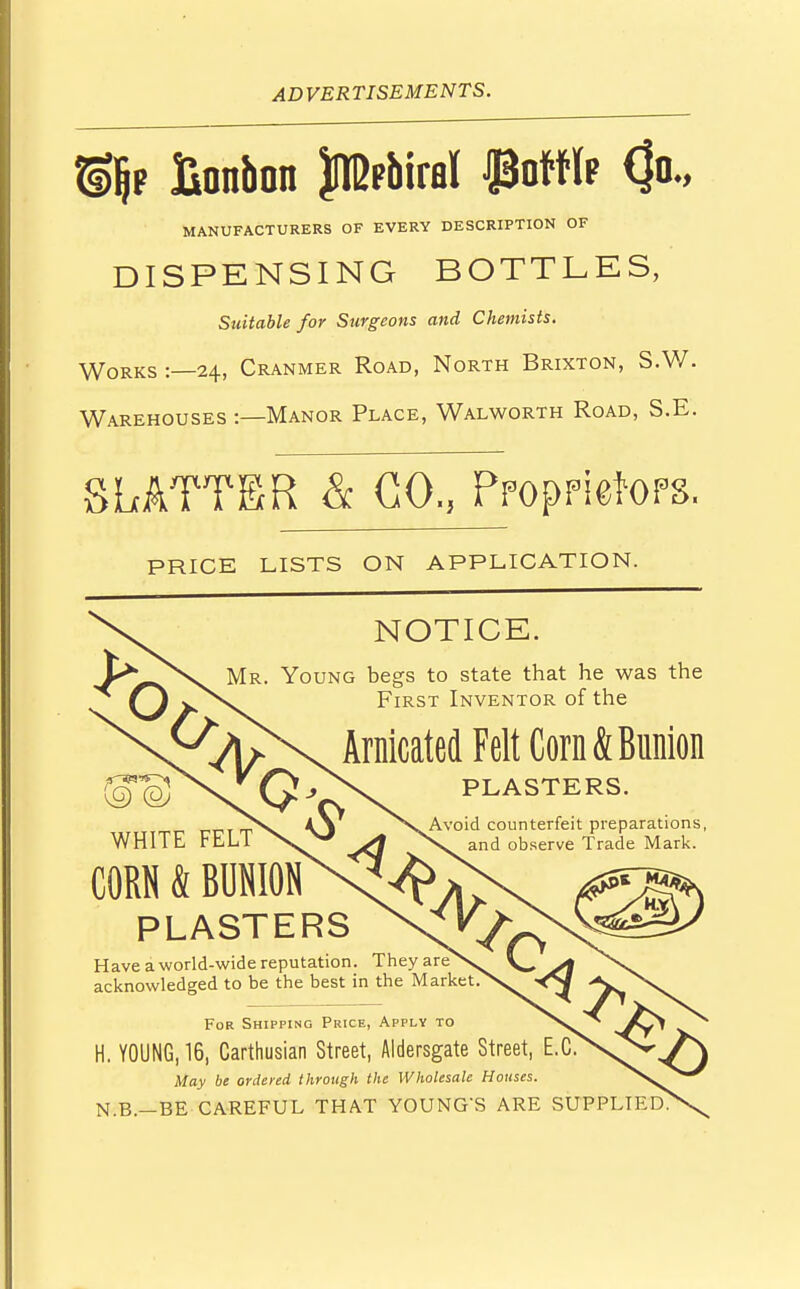 ADVERTISEMENTS.
The London Medical Bottle Co.,
MANUFACTURERS OF EVERY DESCRIPTION OF
DISPENSING BOTTLES,
Suitable for Surgeons and Chemists.
WORKS :—24, CRANMER ROAD, NORTH BRIXTON, S.W.
WAREHOUSES :—MANOR PLACE, WALWORTH ROAD, S.E.
SLATTER & CO., Proprietors.
PRICE LISTS ON APPLICATION.
NOTICE.
MR. YOUNG begs to state that he was the
FIRST INVENTOR of the
Arnicated Felt Corn & Bunion
PLASTERS.
Avoid counterfeit preparations,
and observe Trade Mark.
TRADE MARK
H.Y
YOUNG'S ARNICATED
WHITE FELT
CORN & BUNION
PLASTERS
Have a world-wide reputation. They are
acknowledged to be the best in the Market.
FOR SHIPPING PRICE, APPLY TO
H. YOUNG, 16, Carthusian Street, Aldersgate Street, E.C.
May be ordered through the Wholesale Houses.
N.B.—BE CAREFUL THAT YOUNG'S ARE SUPPLIED.